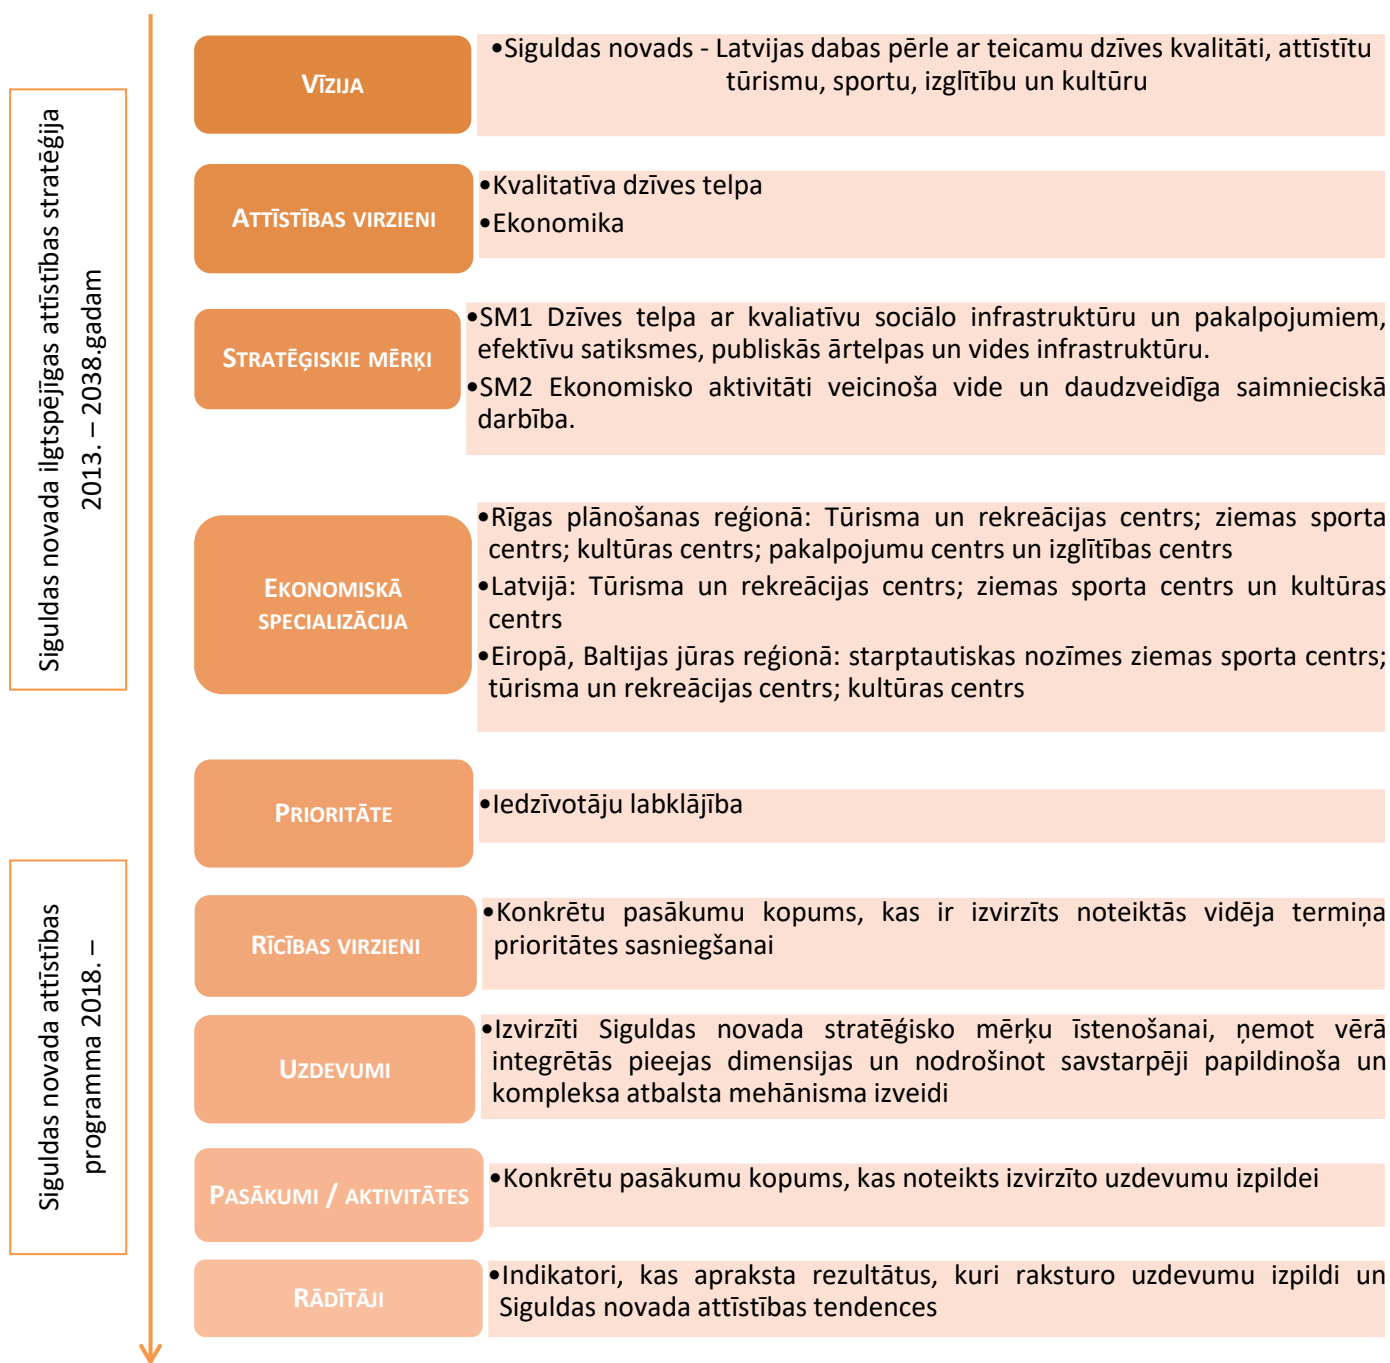 Siguldas novada ilgtspējīgas attīstības stratēģija
2013. – 2038.gadam
VĪZIJA
•Siguldas novads - Latvijas dabas pērle ar teicamu dzīves kvalitāti, attīstītu
tūrismu, sportu, izglītību un kultūru
ATTĪSTĪBAS VIRZIENI
•Kvalitatīva dzīves telpa
•Ekonomika
STRATĒĢISKIE MĒRĶI
•SM1 Dzīves telpa ar kvaliatīvu sociālo infrastruktūru un pakalpojumiem,
efektīvu satiksmes, publiskās ārtelpas un vides infrastruktūru.
•SM2 Ekonomisko aktivitāti veicinoša vide un daudzveidīga saimnieciskā
darbība.
EKONOMISKĀ
SPECIALIZĀCIJA
•Rīgas plānošanas reģionā: Tūrisma un rekreācijas centrs; ziemas sporta
centrs; kultūras centrs; pakalpojumu centrs un izglītības centrs
•Latvijā: Tūrisma un rekreācijas centrs; ziemas sporta centrs un kultūras
centrs
•Eiropā, Baltijas jūras reģionā: starptautiskas nozīmes ziemas sporta centrs;
tūrisma un rekreācijas centrs; kultūras centrs
Siguldas novada attīstības
programma 2018. –
PRIORITĀTE
•Iedzīvotāju labklājība
RĪCĪBAS VIRZIENI
•Konkrētu pasākumu kopums, kas ir izvirzīts noteiktās vidēja termiņa
prioritātes sasniegšanai
UZDEVUMI
•Izvirzīti Siguldas novada stratēģisko mērķu īstenošanai, ņemot vērā
integrētās pieejas dimensijas un nodrošinot savstarpēji papildinoša un
kompleksa atbalsta mehānisma izveidi
PASĀKUMI / AKTIVITĀTES
•Konkrētu pasākumu kopums, kas noteikts izvirzīto uzdevumu izpildei
RĀDĪTĀJI
•Indikatori, kas apraksta rezultātus, kuri raksturo uzdevumu izpildi un
Siguldas novada attīstības tendences